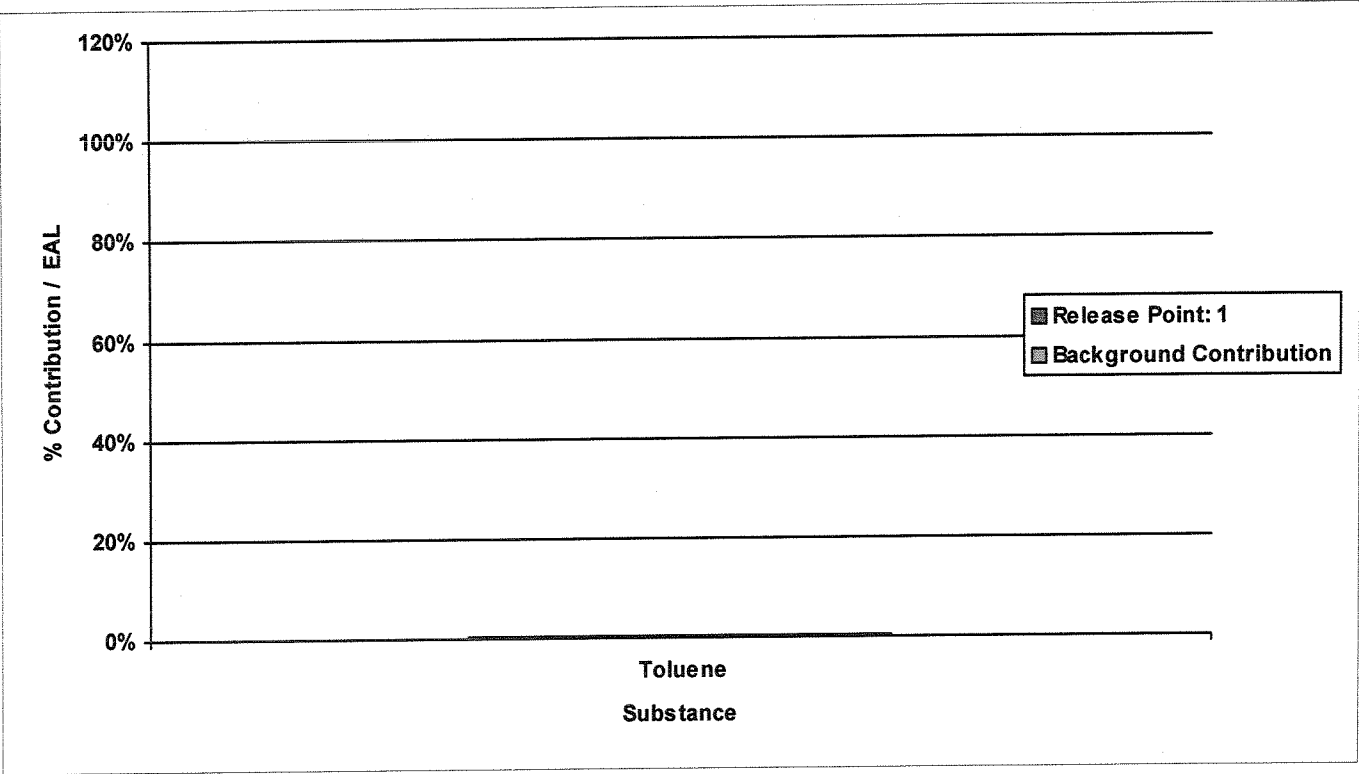 120%
100%
80%
60%
40%
20%
0%
% Contribution / EAL
Release Point: 1
Background Contribution
Toluene
Substance